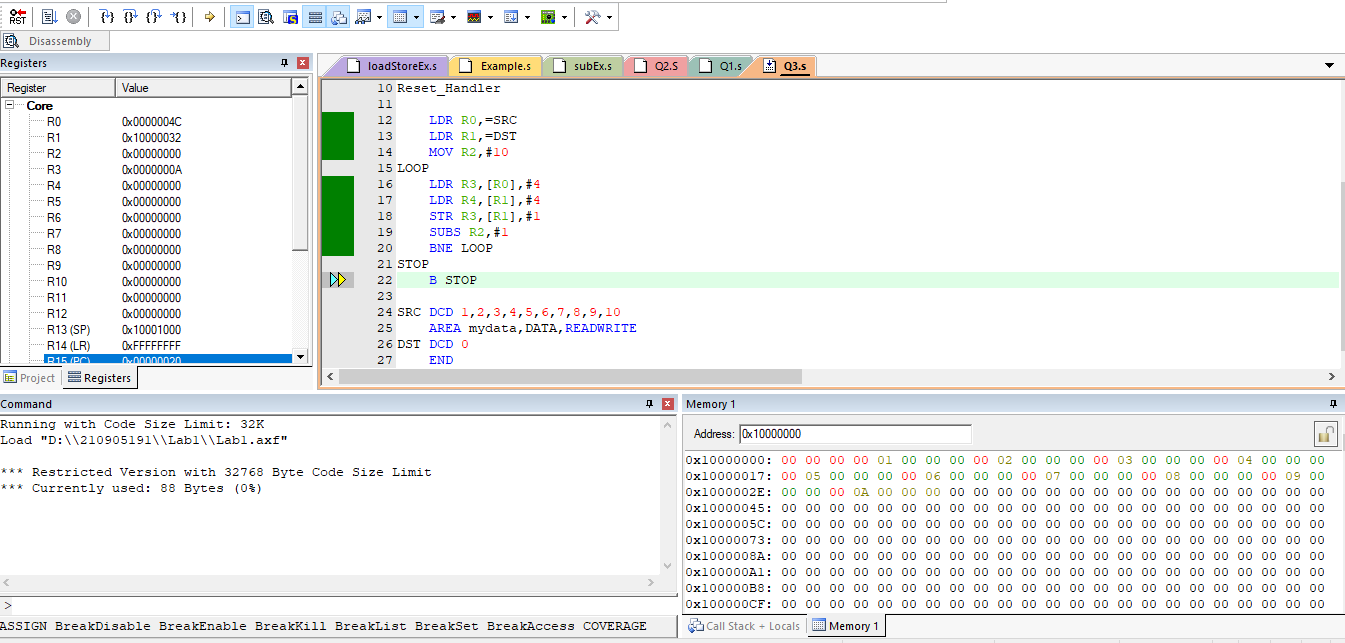 RST
Disassembly
Registers
Register Value
Core
R0 0x0000004C
R1 0x10000032
R2 0x00000000
R3 0x0000000A
R4 0x00000000
R5 0x00000000
R6 0x00000000
R7 0x00000000
R8 0x00000000
R9 0x00000000
R10 0x00000000
R11 0x00000000
R12 0x00000000
R13 (SP) 0x10001000
R14 (LR) 0xFFFFFFFF
R15 (PC) 0x00000020
Project Registers
loadStoreEx.s Example.s subEx.s Q2.S Q1.s Q3.s
10 Reset_Handler
11
12 LDR R0,=SRC
13 LDR R1,=DST
14 MOV R2,#10
15 LOOP
16 LDR R3,[R0],#4
17 LDR R4,[R1],#4
18 STR R3,[R1],#1
19 SUBS R2,#1
20 BNE LOOP
21 STOP
22 B STOP
23
24 SRC DCD 1,2,3,4,5,6,7,8,9,10
25 AREA mydata,DATA,READWRITE
26 DST DCD 0
27 END
Command
Running with Code Size Limit: 32K
Load "D:\\210905191\\Lab1\\Lab1.axf"
*** Restricted Version with 32768 Byte Code Size Limit
*** Currently used: 88 Bytes (0%)
>
ASSIGN BreakDisable BreakEnable BreakKill BreakList BreakSet BreakAccess COVERAGE
Memory 1
Address: 0x10000000
0x10000000: 00 00 00 00 01 00 00 00 00 02 00 00 00 00 03 00 00 00 00 04 00 00 00
0x10000017: 00 05 00 00 00 00 06 00 00 00 00 07 00 00 00 00 08 00 00 00 00 09 00
0x1000002E: 00 00 00 0A 00 00 00 00 00 00 00 00 00 00 00 00 00 00 00 00 00 00 00
0x10000045: 00 00 00 00 00 00 00 00 00 00 00 00 00 00 00 00 00 00 00 00 00 00 00
0x1000005C: 00 00 00 00 00 00 00 00 00 00 00 00 00 00 00 00 00 00 00 00 00 00 00
0x10000073: 00 00 00 00 00 00 00 00 00 00 00 00 00 00 00 00 00 00 00 00 00 00 00
0x1000008A: 00 00 00 00 00 00 00 00 00 00 00 00 00 00 00 00 00 00 00 00 00 00 00
0x100000A1: 00 00 00 00 00 00 00 00 00 00 00 00 00 00 00 00 00 00 00 00 00 00 00
0x100000B8: 00 00 00 00 00 00 00 00 00 00 00 00 00 00 00 00 00 00 00 00 00 00 00
0x100000CF: 00 00 00 00 00 00 00 00 00 00 00 00 00 00 00 00 00 00 00 00 00 00 00
Call Stack + Locals Memory 1